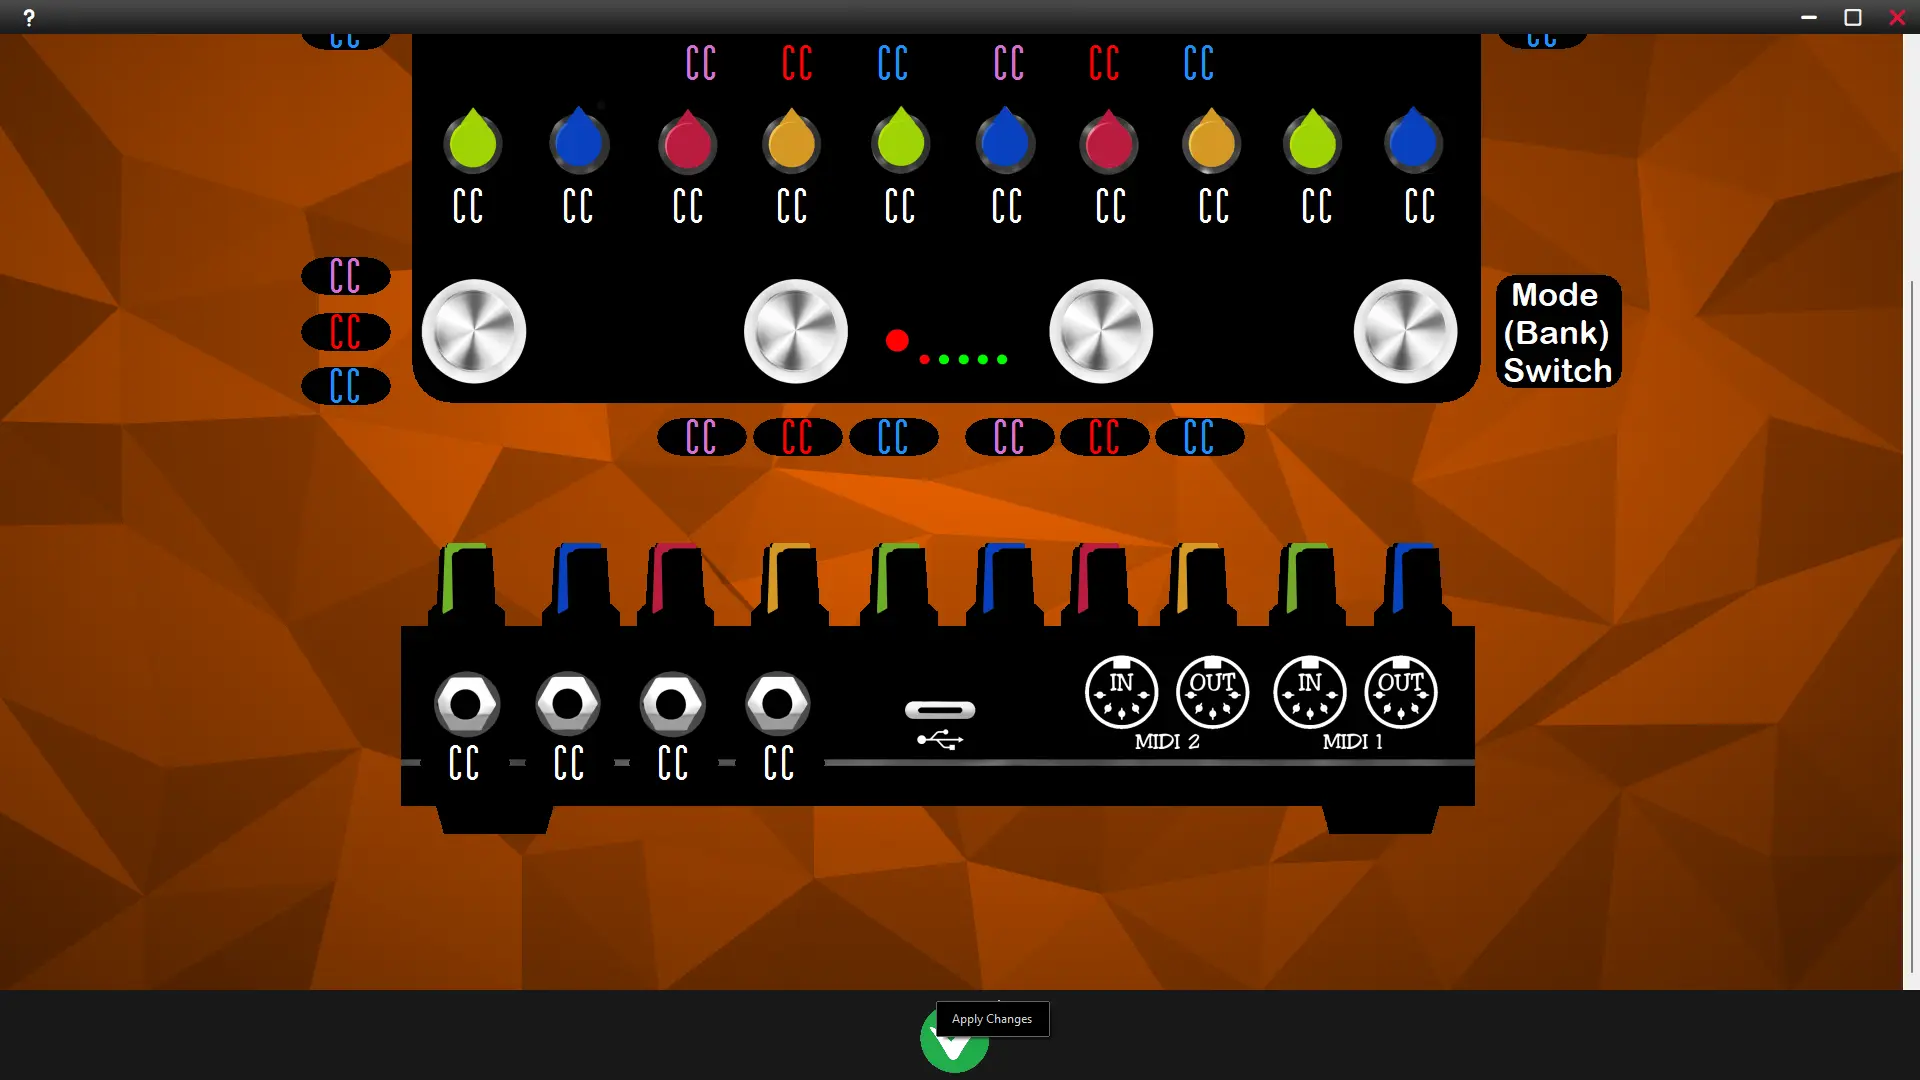 ?
CC CC
CC CC CC CC CC CC
CC CC CC CC CC CC CC CC CC CC
CC
CC
CC
Mode
(Bank)
Switch
CC CC CC CC CC CC
IN OUT IN OUT
MIDI 2 MIDI 1
CC CC CC CC
Apply Changes